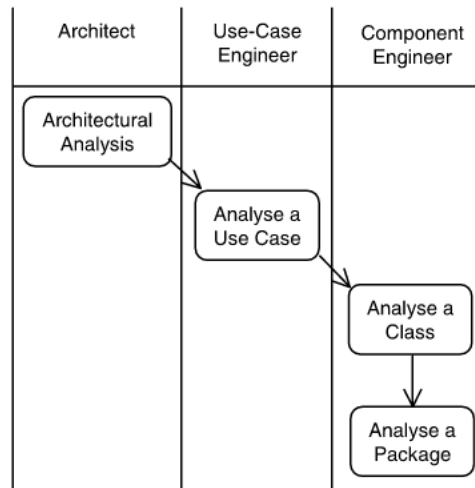 Architect
Use-Case
Engineer
Component
Engineer
Architectural
Analysis
Analyse a
Use Case
Analyse a
Class
Analyse a
Package